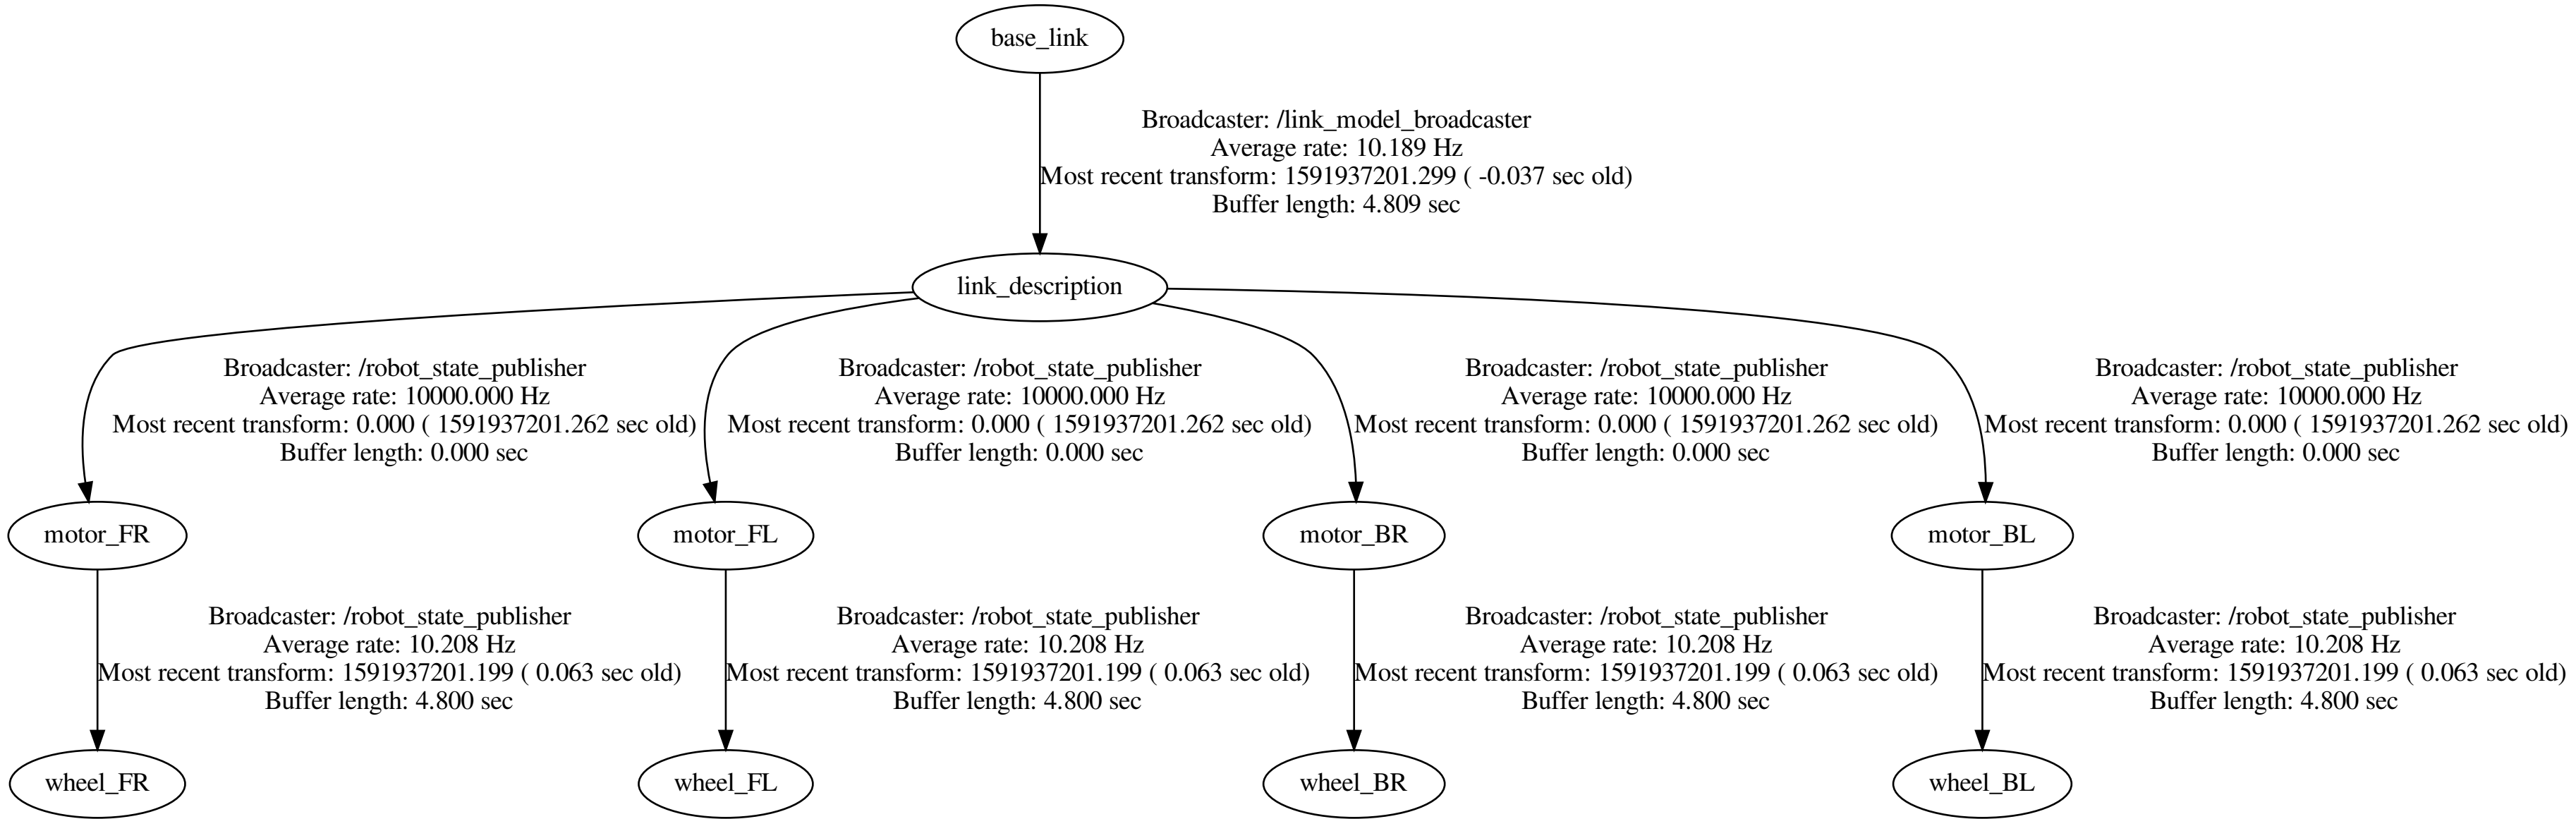 base_link
Broadcaster: /link_model_broadcaster
Average rate: 10.189 Hz
Most recent transform: 1591937201.299 ( -0.037 sec old)
Buffer length: 4.809 sec
link_description
Broadcaster: /robot_state_publisher
Average rate: 10000.000 Hz
Most recent transform: 0.000 ( 1591937201.262 sec old)
Buffer length: 0.000 sec
Broadcaster: /robot_state_publisher
Average rate: 10000.000 Hz
Most recent transform: 0.000 ( 1591937201.262 sec old)
Buffer length: 0.000 sec
Broadcaster: /robot_state_publisher
Average rate: 10000.000 Hz
Most recent transform: 0.000 ( 1591937201.262 sec old)
Buffer length: 0.000 sec
Broadcaster: /robot_state_publisher
Average rate: 10000.000 Hz
Most recent transform: 0.000 ( 1591937201.262 sec old)
Buffer length: 0.000 sec
motor_FR
motor_FL
motor_BR
motor_BL
Broadcaster: /robot_state_publisher
Average rate: 10.208 Hz
Most recent transform: 1591937201.199 ( 0.063 sec old)
Buffer length: 4.800 sec
Broadcaster: /robot_state_publisher
Average rate: 10.208 Hz
Most recent transform: 1591937201.199 ( 0.063 sec old)
Buffer length: 4.800 sec
Broadcaster: /robot_state_publisher
Average rate: 10.208 Hz
Most recent transform: 1591937201.199 ( 0.063 sec old)
Buffer length: 4.800 sec
Broadcaster: /robot_state_publisher
Average rate: 10.208 Hz
Most recent transform: 1591937201.199 ( 0.063 sec old)
Buffer length: 4.800 sec
wheel_FR
wheel_FL
wheel_BR
wheel_BL